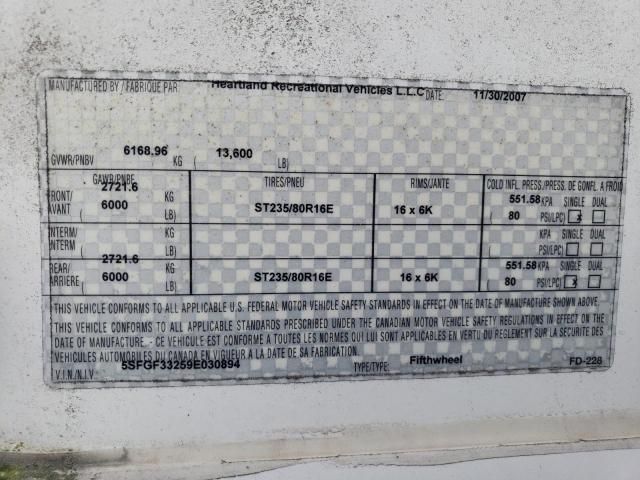 MANUFACTURED BY / FABRIQUE PAR: Heartland Recreational Vehicles L.L.C DATE: 11/30/2007
GVWR/PNBV 6168.96 KG ( 13,600 LB)
GAWR/PNBE TIRES/PNEU RIMS/JANTE COLD INFL. PRESS./PRESS. DE GONFL. A FROID
FRONT/ 2721.6 KG 551.58 KPA SINGLE DUAL
AVANT ( 6000 LB) ST235/80R16E 16 x 6K ( 80 PSI/LPC) x
INTERM/ KG KPA SINGLE DUAL
INTERM ( LB) ( PSI/LPC)
REAR/ 2721.6 KG 551.58 KPA SINGLE DUAL
ARRIERE ( 6000 LB) ST235/80R16E 16 x 6K ( 80 PSI/LPC) x
THIS VEHICLE CONFORMS TO ALL APPLICABLE U.S. FEDERAL MOTOR VEHICLE SAFETY STANDARDS IN EFFECT ON THE DATE OF MANUFACTURE SHOWN ABOVE.
THIS VEHICLE CONFORMS TO ALL APPLICABLE STANDARDS PRESCRIBED UNDER THE CANADIAN MOTOR VEHICLE SAFETY REGULATIONS IN EFFECT ON THE
DATE OF MANUFACTURE. - CE VEHICULE EST CONFORME A TOUTES LES NORMES QUI LUI SONT APPLICABLES EN VERTU DU REGLEMENT SUR LA SECURITE DES
VEHICULES AUTOMOBILES DU CANADA EN VIGUEUR A LA DATE DE SA FABRICATION.
V.I.N./N.I.V. 5SFGF33259E030894 TYPE/TYPE: Fifthwheel FD-228